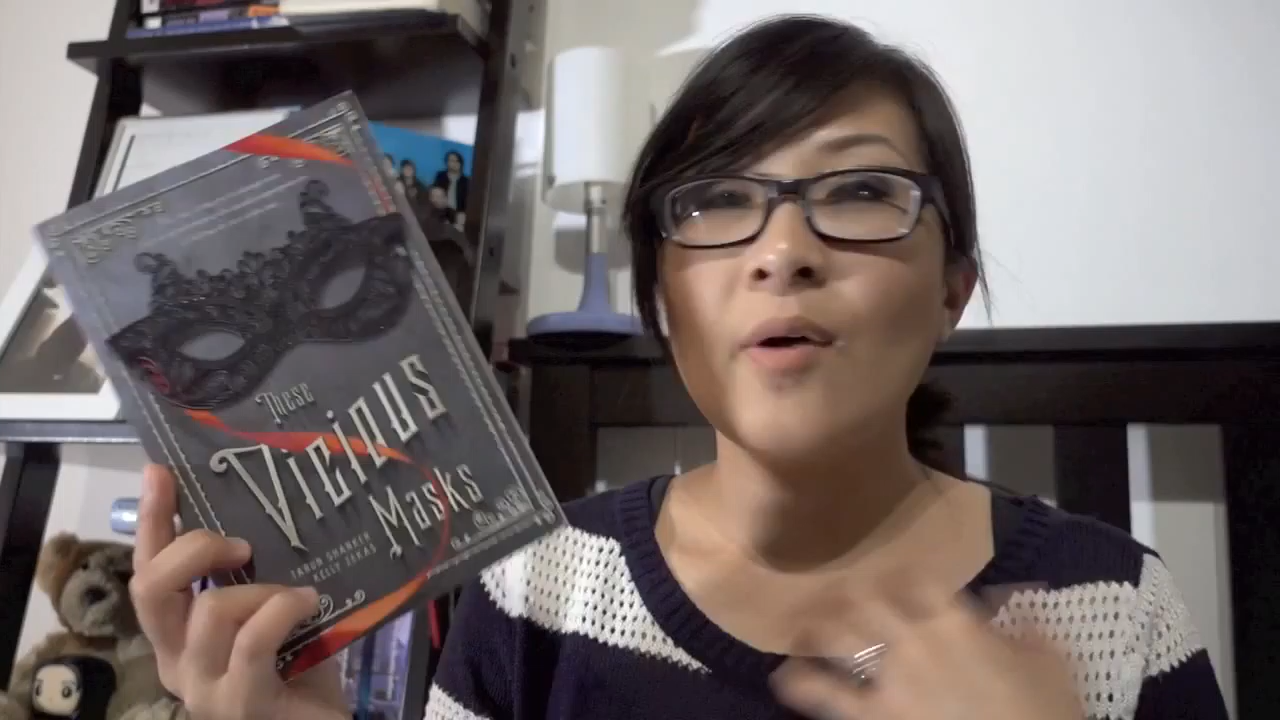 These
Vicious
Masks
TARUN SHANKER
KELLY ZEKAS